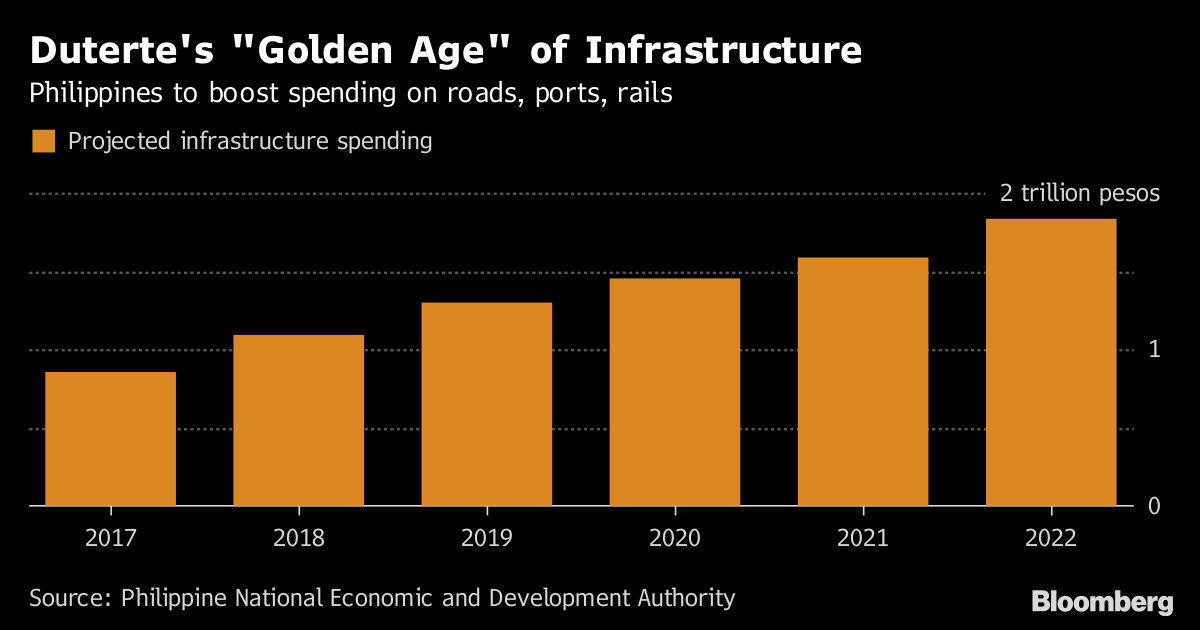 Duterte's "Golden Age" of Infrastructure
Philippines to boost spending on roads, ports, rails
Projected infrastructure spending
2 trillion pesos
1
0
2017 2018 2019 2020 2021 2022
Source: Philippine National Economic and Development Authority
Bloomberg